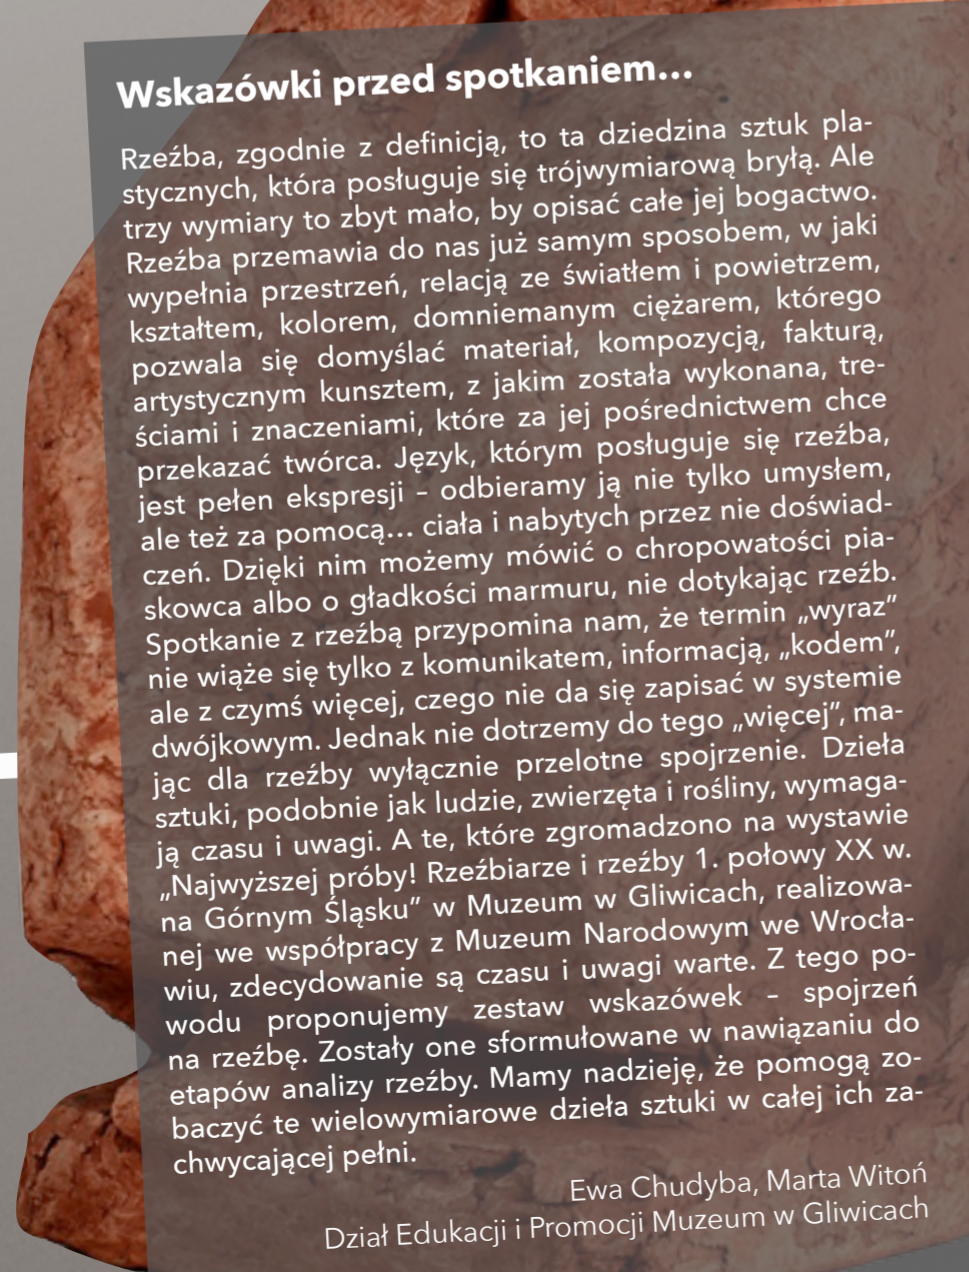 Wskazówki przed spotkaniem...
Rzeźba, zgodnie z definicją, to ta dziedzina sztuk pla-
stycznych, która posługuje się trójwymiarową bryłą. Ale
trzy wymiary to zbyt mało, by opisać całe jej bogactwo.
Rzeźba przemawia do nas już samym sposobem, w jaki
wypełnia przestrzeń, relacją ze światłem i powietrzem,
kształtem, kolorem, domniemanym ciężarem, którego
pozwala się domyślać materiał, kompozycją, fakturą,
artystycznym kunsztem, z jakim została wykonana, tre-
ściami i znaczeniami, które za jej pośrednictwem chce
przekazać twórca. Język, którym posługuje się rzeźba,
jest pełen ekspresji – odbieramy ją nie tylko umysłem,
ale też za pomocą... ciała i nabytych przez nie doświad-
czeń. Dzięki nim możemy mówić o chropowatości pia-
skowca albo o gładkości marmuru, nie dotykając rzeźb.
Spotkanie z rzeźbą przypomina nam, że termin „wyraz”
nie wiąże się tylko z komunikatem, informacją, „kodem”,
ale z czymś więcej, czego nie da się zapisać w systemie
dwójkowym. Jednak nie dotrzemy do tego „więcej”, ma-
jąc dla rzeźby wyłącznie przelotne spojrzenie. Dzieła
sztuki, podobnie jak ludzie, zwierzęta i rośliny, wymaga-
ją czasu i uwagi. A te, które zgromadzono na wystawie
„Najwyższej próby! Rzeźbiarze i rzeźby 1. połowy XX w.
na Górnym Śląsku” w Muzeum w Gliwicach, realizowa-
nej we współpracy z Muzeum Narodowym we Wrocła-
wiu, zdecydowanie są czasu i uwagi warte. Z tego po-
wodu proponujemy zestaw wskazówek – spojrzeń
na rzeźbę. Zostały one sformułowane w nawiązaniu do
etapów analizy rzeźby. Mamy nadzieję, że pomogą zo-
baczyć te wielowymiarowe dzieła sztuki w całej ich za-
chwycającej pełni.
Ewa Chudyba, Marta Witoń
Dział Edukacji i Promocji Muzeum w Gliwicach